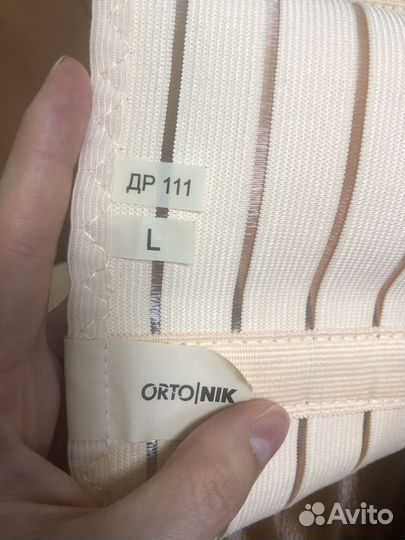 ДР 111
L
ORTO|NIK
Avito